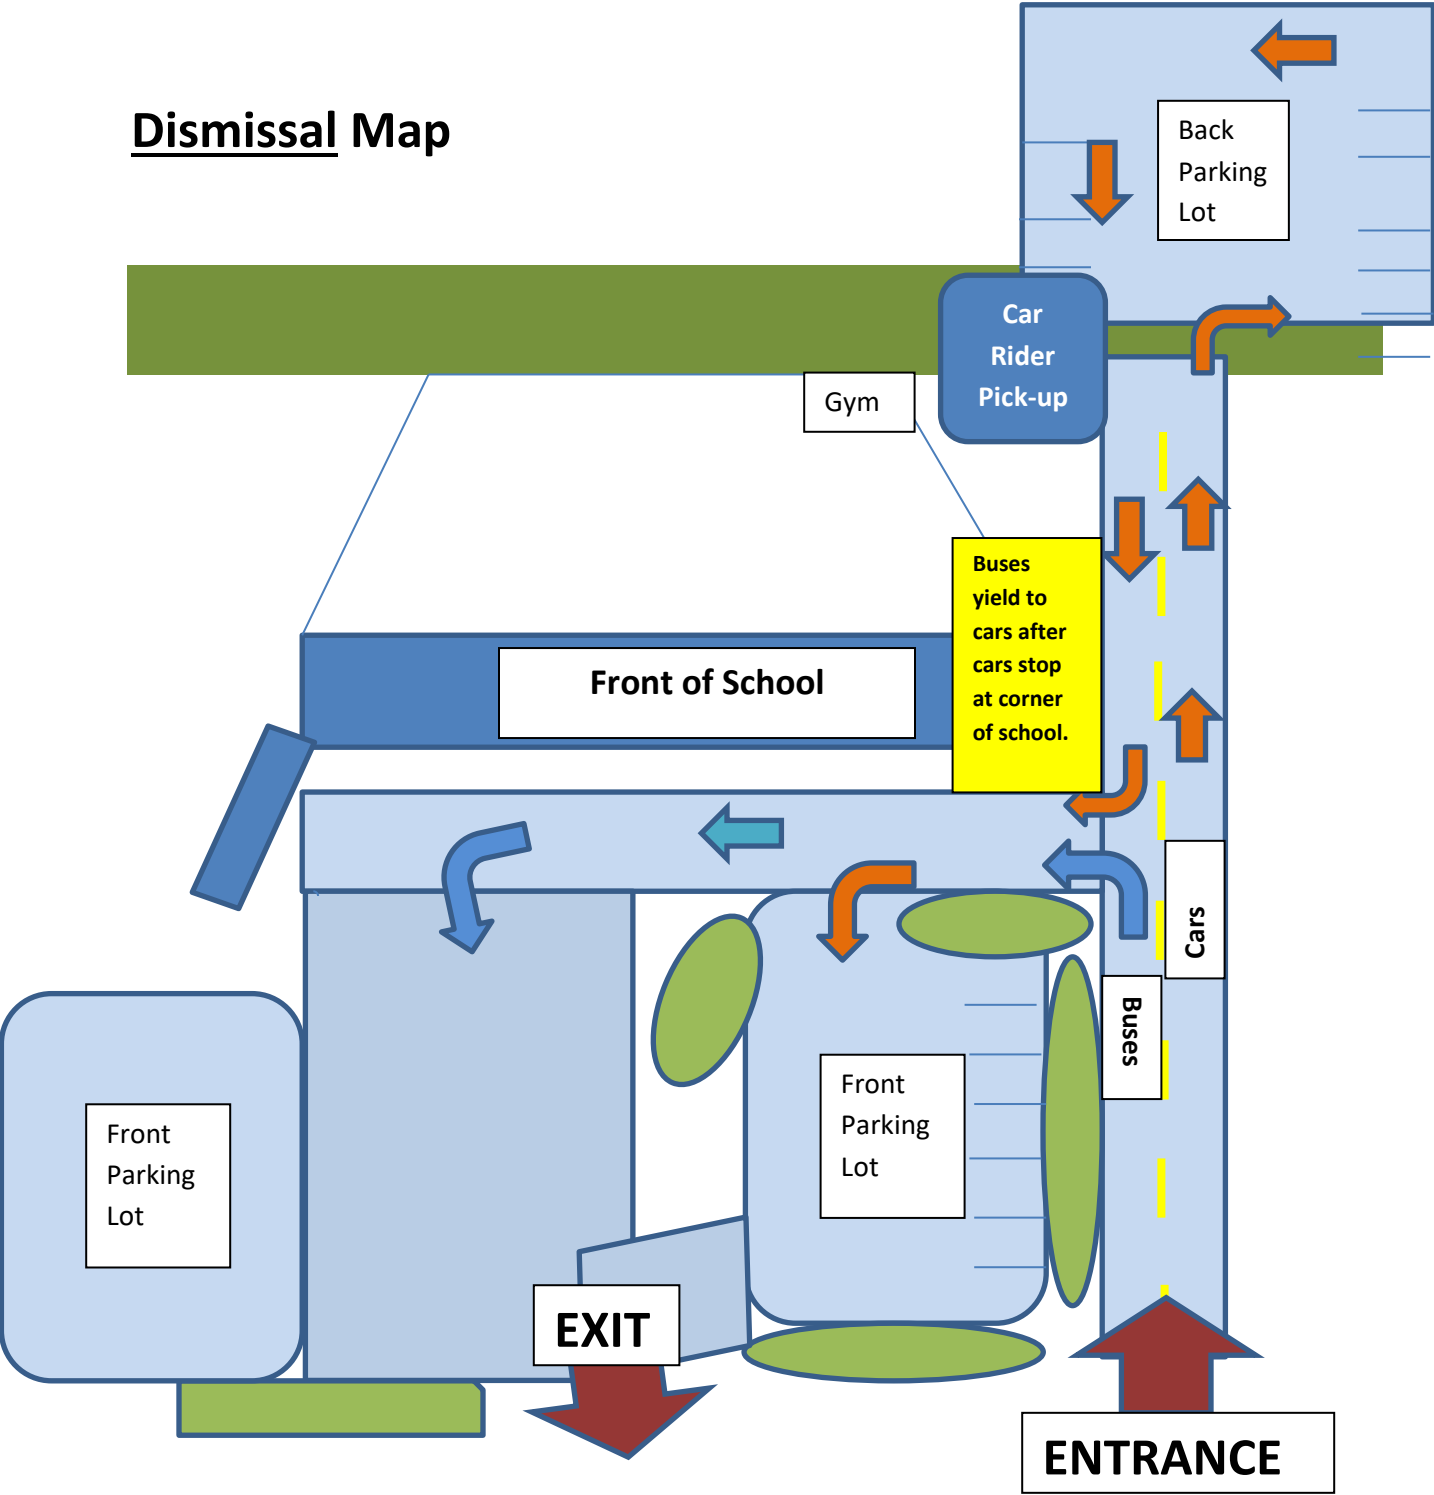 Dismissal Map
Back
Parking
Lot
Car
Rider
Pick-up
Gym
Buses
yield to
cars after
cars stop
at corner
of school.
Front of School
Cars
Buses
Front
Parking
Lot
Front
Parking
Lot
EXIT
ENTRANCE